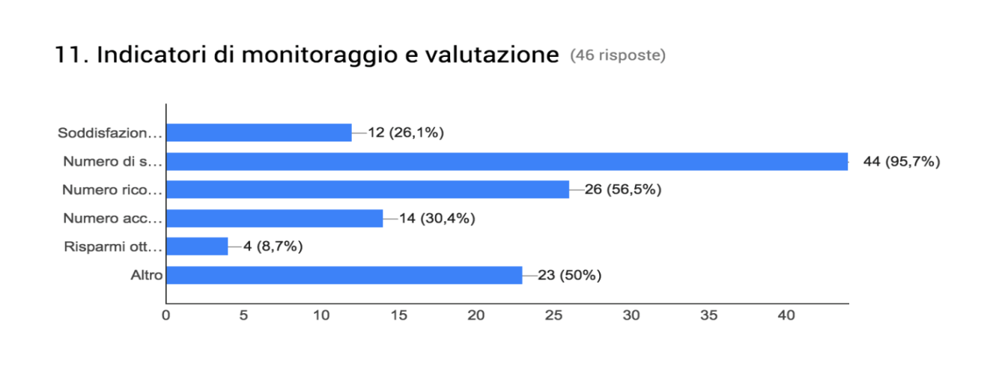 11. Indicatori di monitoraggio e valutazione (46 risposte)
Soddisfazion... 12 (26,1%)
Numero di s... 44 (95,7%)
Numero rico... 26 (56,5%)
Numero acc... 14 (30,4%)
Risparmi ott... 4 (8,7%)
Altro 23 (50%)
0 5 10 15 20 25 30 35 40